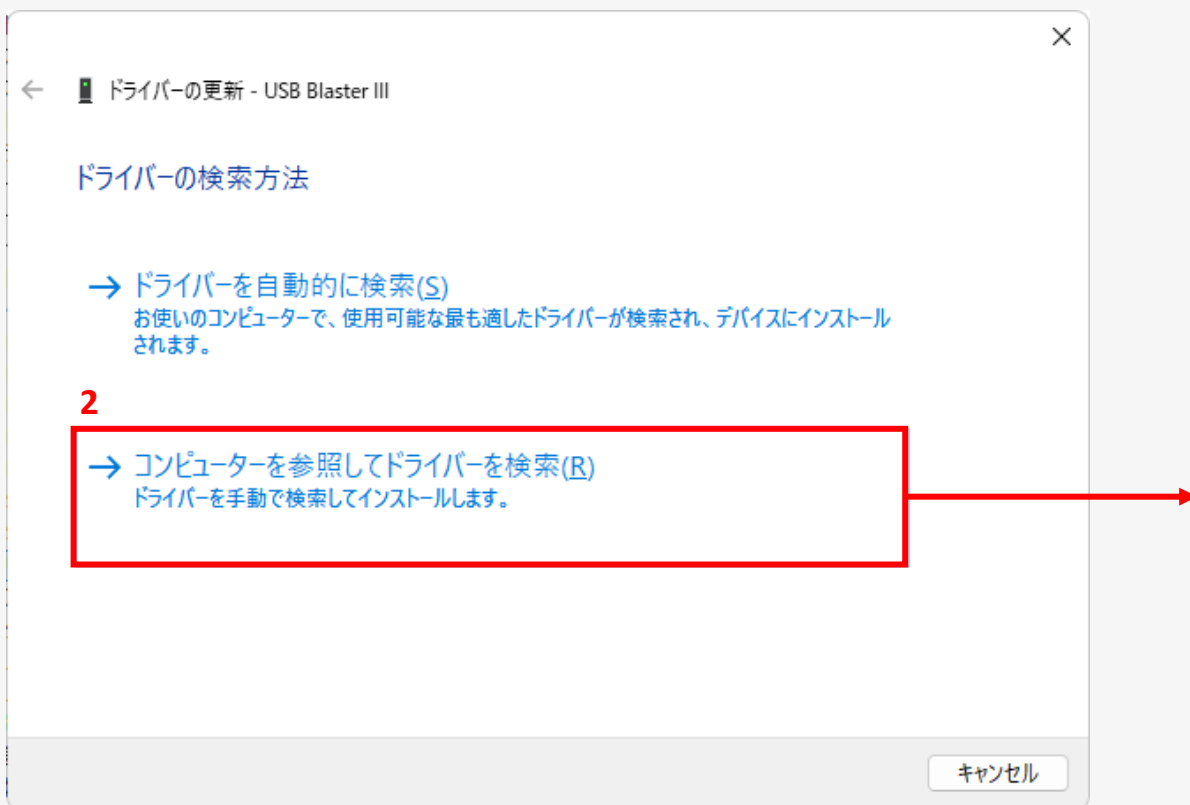 ドライバーの更新 - USB Blaster III
ドライバーの検索方法
ドライバーを自動的に検索(S)
お使いのコンピューターで、使用可能な最も適したドライバーが検索され、デバイスにインストール
されます。
2
コンピューターを参照してドライバーを検索(R)
ドライバーを手動で検索してインストールします。
キャンセル